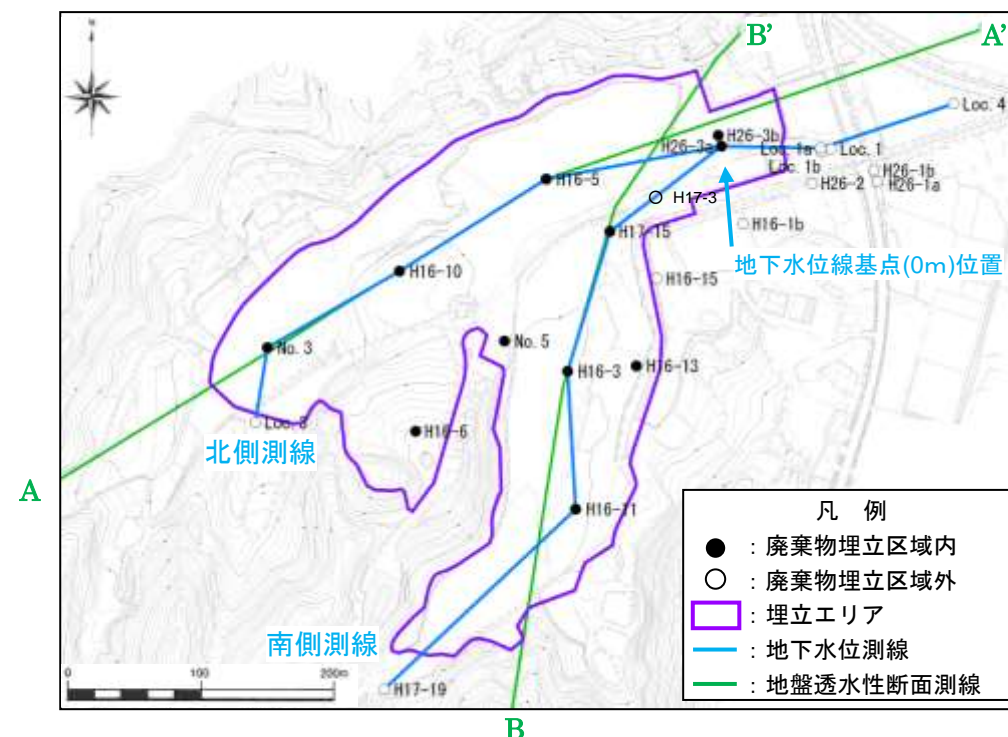 B'
A'
Loc. 4
H26-3b
H26-3a
Loc. 1a
Loc. 1
Loc. 1b
H26-1b
H26-2
H26-1a
H16-5
H17-3
H16-1b
H17-15
地下水位線基点(0m)位置
H16-10
H16-15
No. 3
No. 5
H16-3
H16-13
H16-6
北側測線
A
H16-11
南側測線
H17-19
0
100
200m
B
凡 例
：廃棄物埋立区域内
：廃棄物埋立区域外
：埋立エリア
：地下水位測線
：地盤透水性断面測線